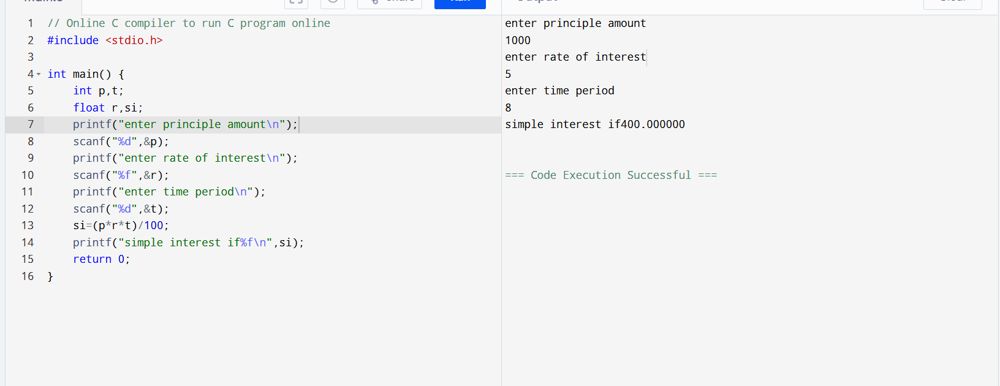 1 // Online C compiler to run C program online
2 #include <stdio.h>
3
4 int main() {
5     int p,t;
6     float r,si;
7     printf("enter principle amount\n");
8     scanf("%d",&p);
9     printf("enter rate of interest\n");
10     scanf("%f",&r);
11     printf("enter time period\n");
12     scanf("%d",&t);
13     si=(p*r*t)/100;
14     printf("simple interest if%f\n",si);
15     return 0;
16 }
enter principle amount
1000
enter rate of interest
5
enter time period
8
simple interest if400.000000
=== Code Execution Successful ===